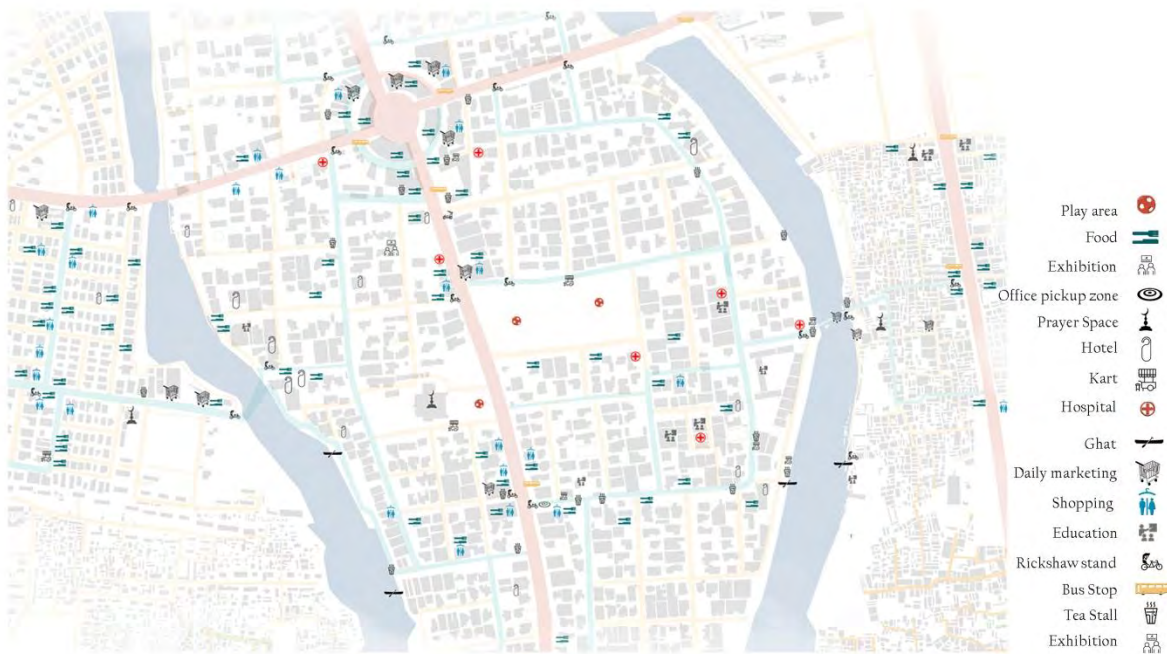 Play area
Food
Exhibition
Office pickup zone
Prayer Space
Hotel
Kart
Hospital
Ghat
Daily marketing
Shopping
Education
Rickshaw stand
Bus Stop
Tea Stall
Exhibition